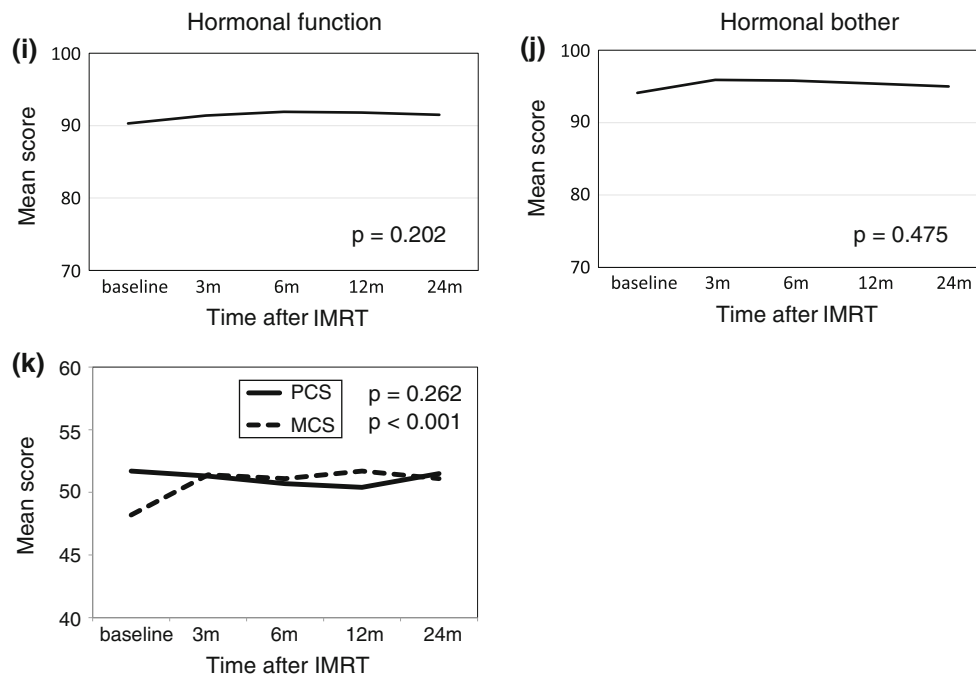 Hormonal function
(i)
100
90
80
70
Mean score
p = 0.202
baseline 3m 6m 12m 24m
Time after IMRT
Hormonal bother
(j)
100
90
80
70
Mean score
p = 0.475
baseline 3m 6m 12m 24m
Time after IMRT
(k)
60
55
50
45
40
Mean score
PCS p = 0.262
MCS p < 0.001
baseline 3m 6m 12m 24m
Time after IMRT